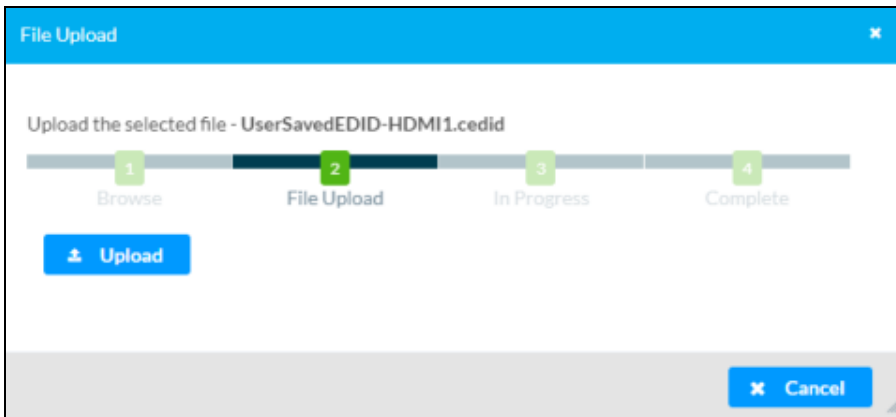 File Upload
Upload the selected file - UserSavedEDID-HDMI1.cedid
1 2 3 4
Browse File Upload In Progress Complete
Upload
Cancel